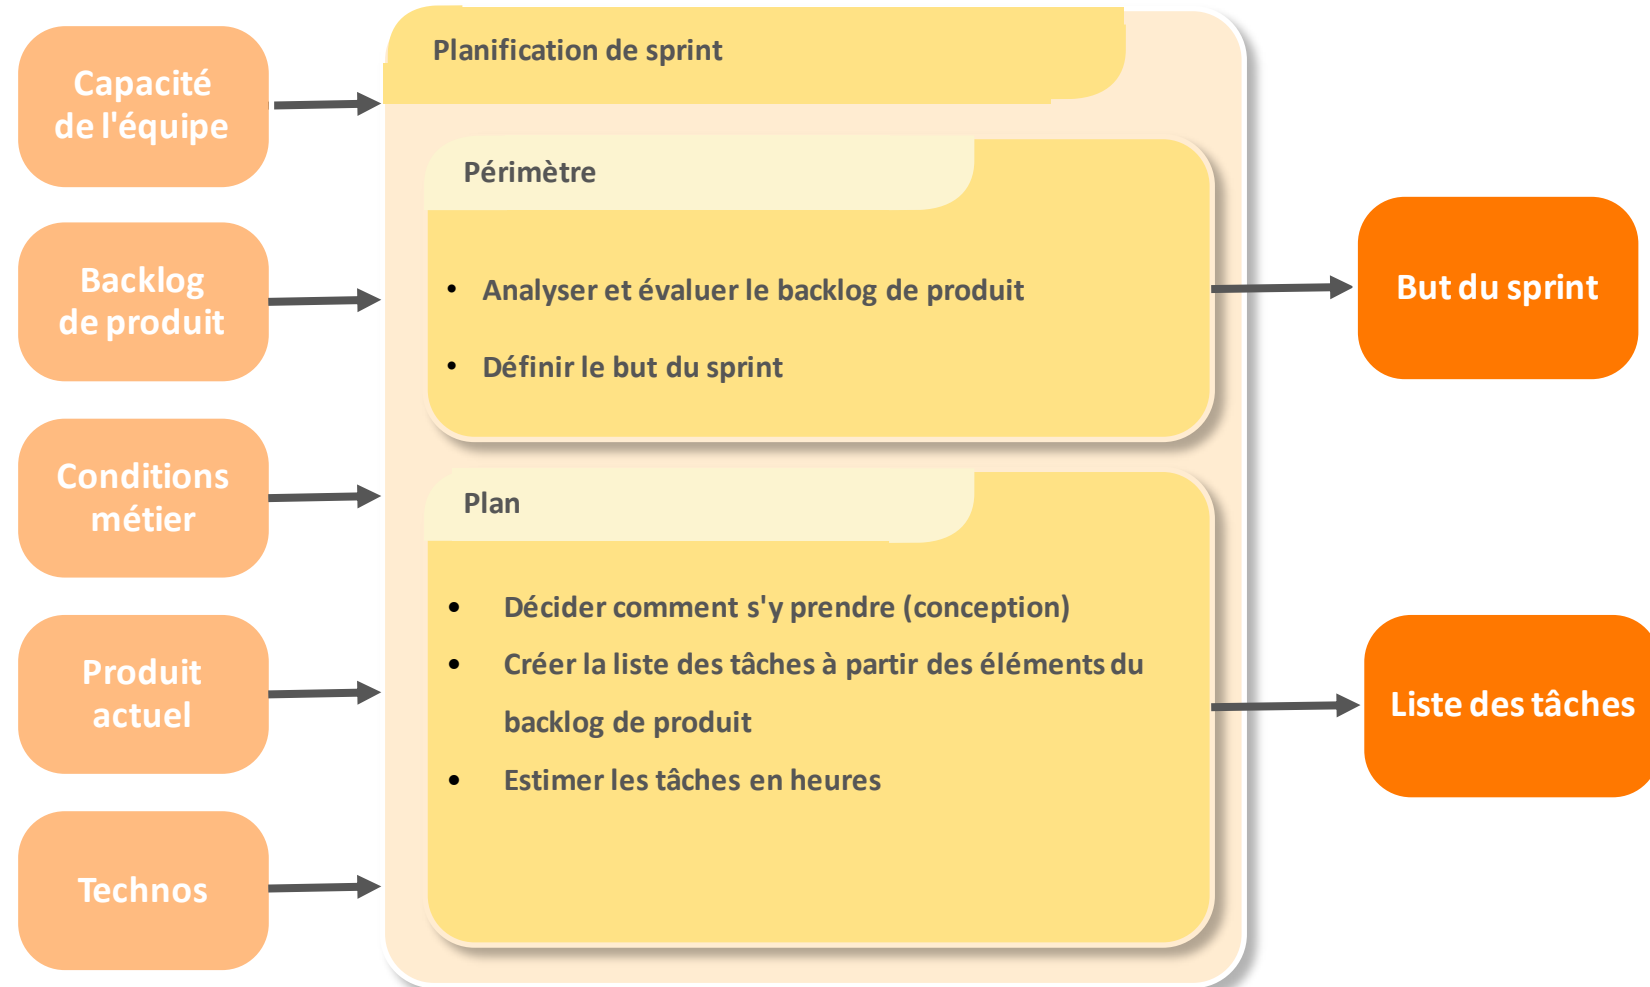 Capacité
de l'équipe
Backlog
de produit
Conditions
métier
Produit
actuel
Technos
Planification de sprint
Périmètre
• Analyser et évaluer le backlog de produit
• Définir le but du sprint
Plan
• Décider comment s'y prendre (conception)
• Créer la liste des tâches à partir des éléments du
backlog de produit
• Estimer les tâches en heures
But du sprint
Liste des tâches